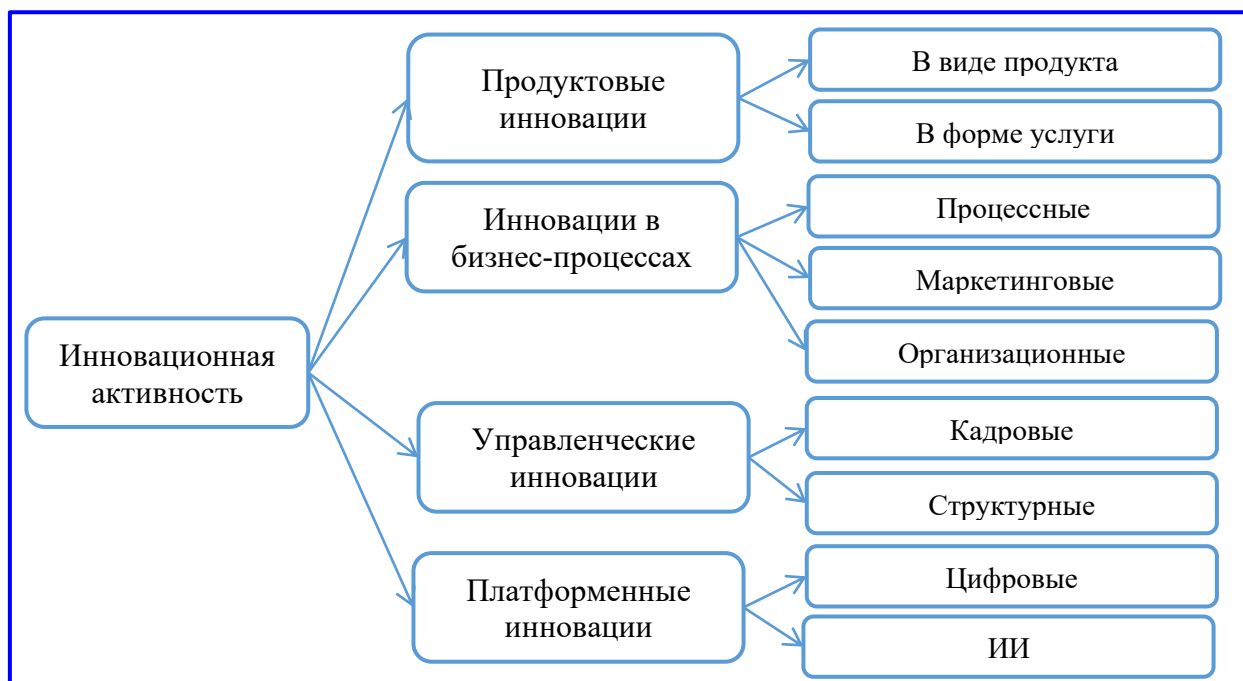 Продуктовые
инновации
В виде продукта
В форме услуги
Инновации в
бизнес-процессах
Процессные
Маркетинговые
Организационные
Инновационная
активность
Управленческие
инновации
Кадровые
Структурные
Платформенные
инновации
Цифровые
ИИ